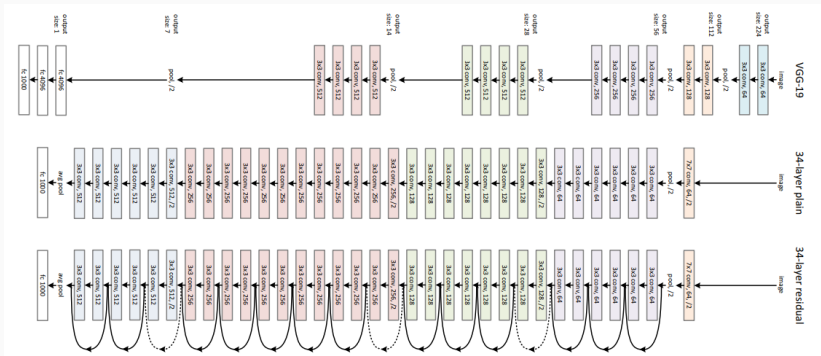 VGG-19
34-layer plain
34-layer residual
output
size: 224
output
size: 112
output
size: 56
output
size: 28
output
size: 14
output
size: 7
output
size: 1
image
3x3 conv, 64
3x3 conv, 64
pool, /2
3x3 conv, 128
3x3 conv, 128
pool, /2
3x3 conv, 256
3x3 conv, 256
3x3 conv, 256
3x3 conv, 256
pool, /2
3x3 conv, 512
3x3 conv, 512
3x3 conv, 512
3x3 conv, 512
pool, /2
3x3 conv, 512
3x3 conv, 512
3x3 conv, 512
3x3 conv, 512
pool, /2
fc 4096
fc 4096
fc 1000
image
7x7 conv, 64, /2
pool, /2
3x3 conv, 64
3x3 conv, 64
3x3 conv, 64
3x3 conv, 64
3x3 conv, 64
3x3 conv, 64
3x3 conv, 128, /2
3x3 conv, 128
3x3 conv, 128
3x3 conv, 128
3x3 conv, 128
3x3 conv, 128
3x3 conv, 128
3x3 conv, 128
3x3 conv, 256, /2
3x3 conv, 256
3x3 conv, 256
3x3 conv, 256
3x3 conv, 256
3x3 conv, 256
3x3 conv, 256
3x3 conv, 256
3x3 conv, 256
3x3 conv, 256
3x3 conv, 256
3x3 conv, 256
3x3 conv, 512, /2
3x3 conv, 512
3x3 conv, 512
3x3 conv, 512
3x3 conv, 512
3x3 conv, 512
avg pool
fc 1000
image
7x7 conv, 64, /2
pool, /2
3x3 conv, 64
3x3 conv, 64
3x3 conv, 64
3x3 conv, 64
3x3 conv, 64
3x3 conv, 64
3x3 conv, 128, /2
3x3 conv, 128
3x3 conv, 128
3x3 conv, 128
3x3 conv, 128
3x3 conv, 128
3x3 conv, 128
3x3 conv, 128
3x3 conv, 256, /2
3x3 conv, 256
3x3 conv, 256
3x3 conv, 256
3x3 conv, 256
3x3 conv, 256
3x3 conv, 256
3x3 conv, 256
3x3 conv, 256
3x3 conv, 256
3x3 conv, 256
3x3 conv, 256
3x3 conv, 512, /2
3x3 conv, 512
3x3 conv, 512
3x3 conv, 512
3x3 conv, 512
3x3 conv, 512
avg pool
fc 1000